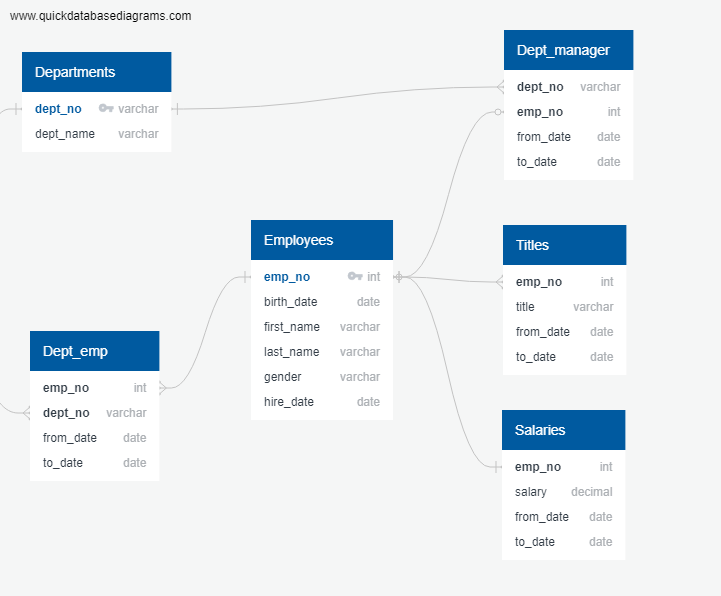 www.quickdatabasediagrams.com
Departments
dept_no varchar
dept_name varchar
Dept_manager
dept_no varchar
emp_no int
from_date date
to_date date
Employees
emp_no int
birth_date date
first_name varchar
last_name varchar
gender varchar
hire_date date
Titles
emp_no int
title varchar
from_date date
to_date date
Dept_emp
emp_no int
dept_no varchar
from_date date
to_date date
Salaries
emp_no int
salary decimal
from_date date
to_date date